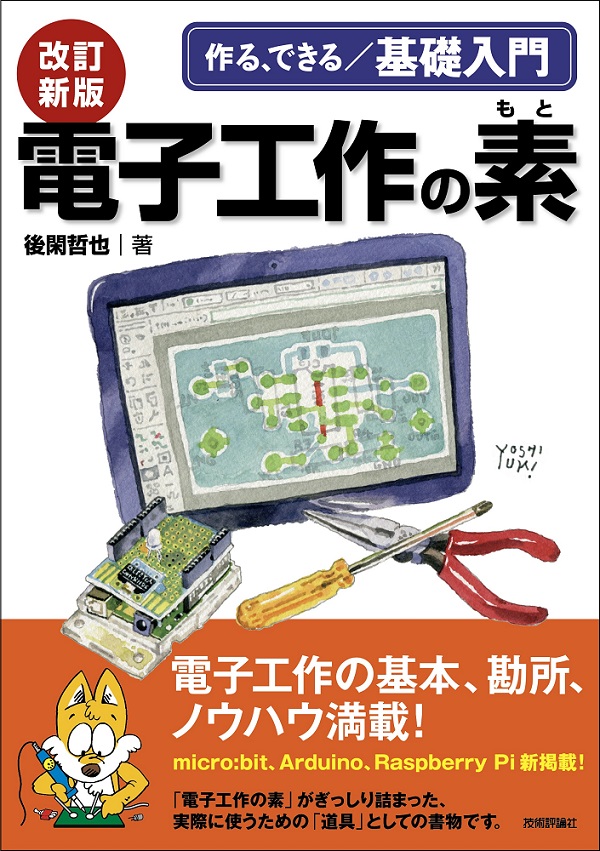 改訂
新版
作る、できる／基礎入門
もと
電子工作の素
後閑哲也｜著
YOSHI
YUKI
電子工作の基本、勘所、
ノウハウ満載！
micro:bit、Arduino、Raspberry Pi 新掲載！
「電子工作の素」がぎっしり詰まった、
実際に使うための「道具」としての書物です。
技術評論社